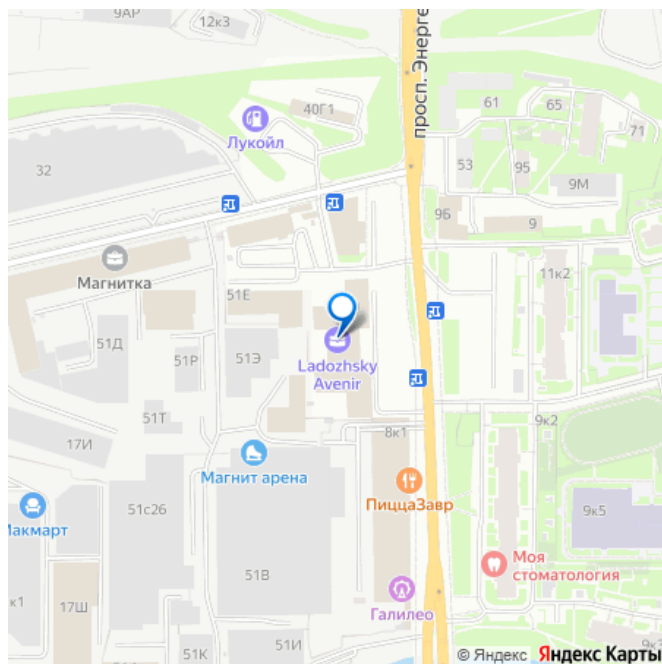 9АР
12к3
просп. Энерге
40Г1
Лукойл
61
65
71
32
53
95
9М
9Б
9
Магнитка
51Е
11к2
51Д
51Р
51Э
Ladozhsky
Avenir
51Т
17И
8к1
9к2
Магнит арена
ПиццаЗавр
Макмарт
51с26
9к5
Моя
стоматология
51В
к1
17Ш
Галилео
51И
51К
9к
© Яндекс Яндекс Карты